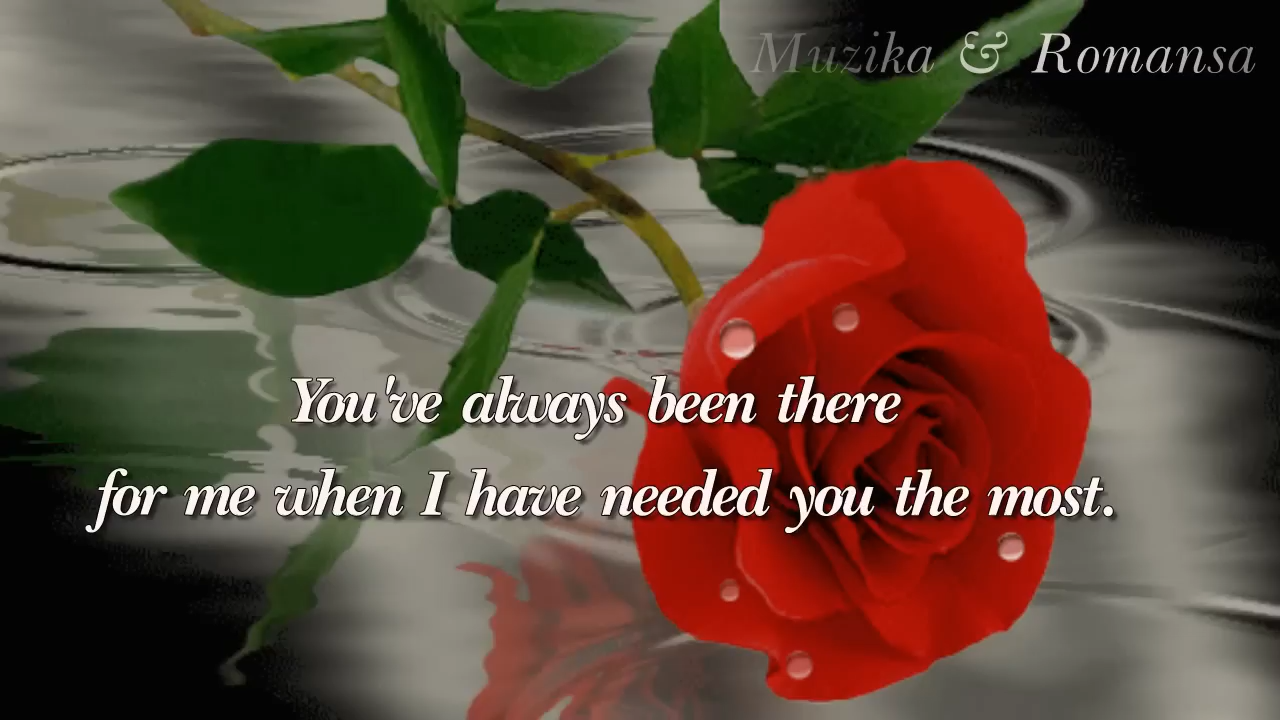 Muzika & Romansa
You've always been there
for me when I have needed you the most.